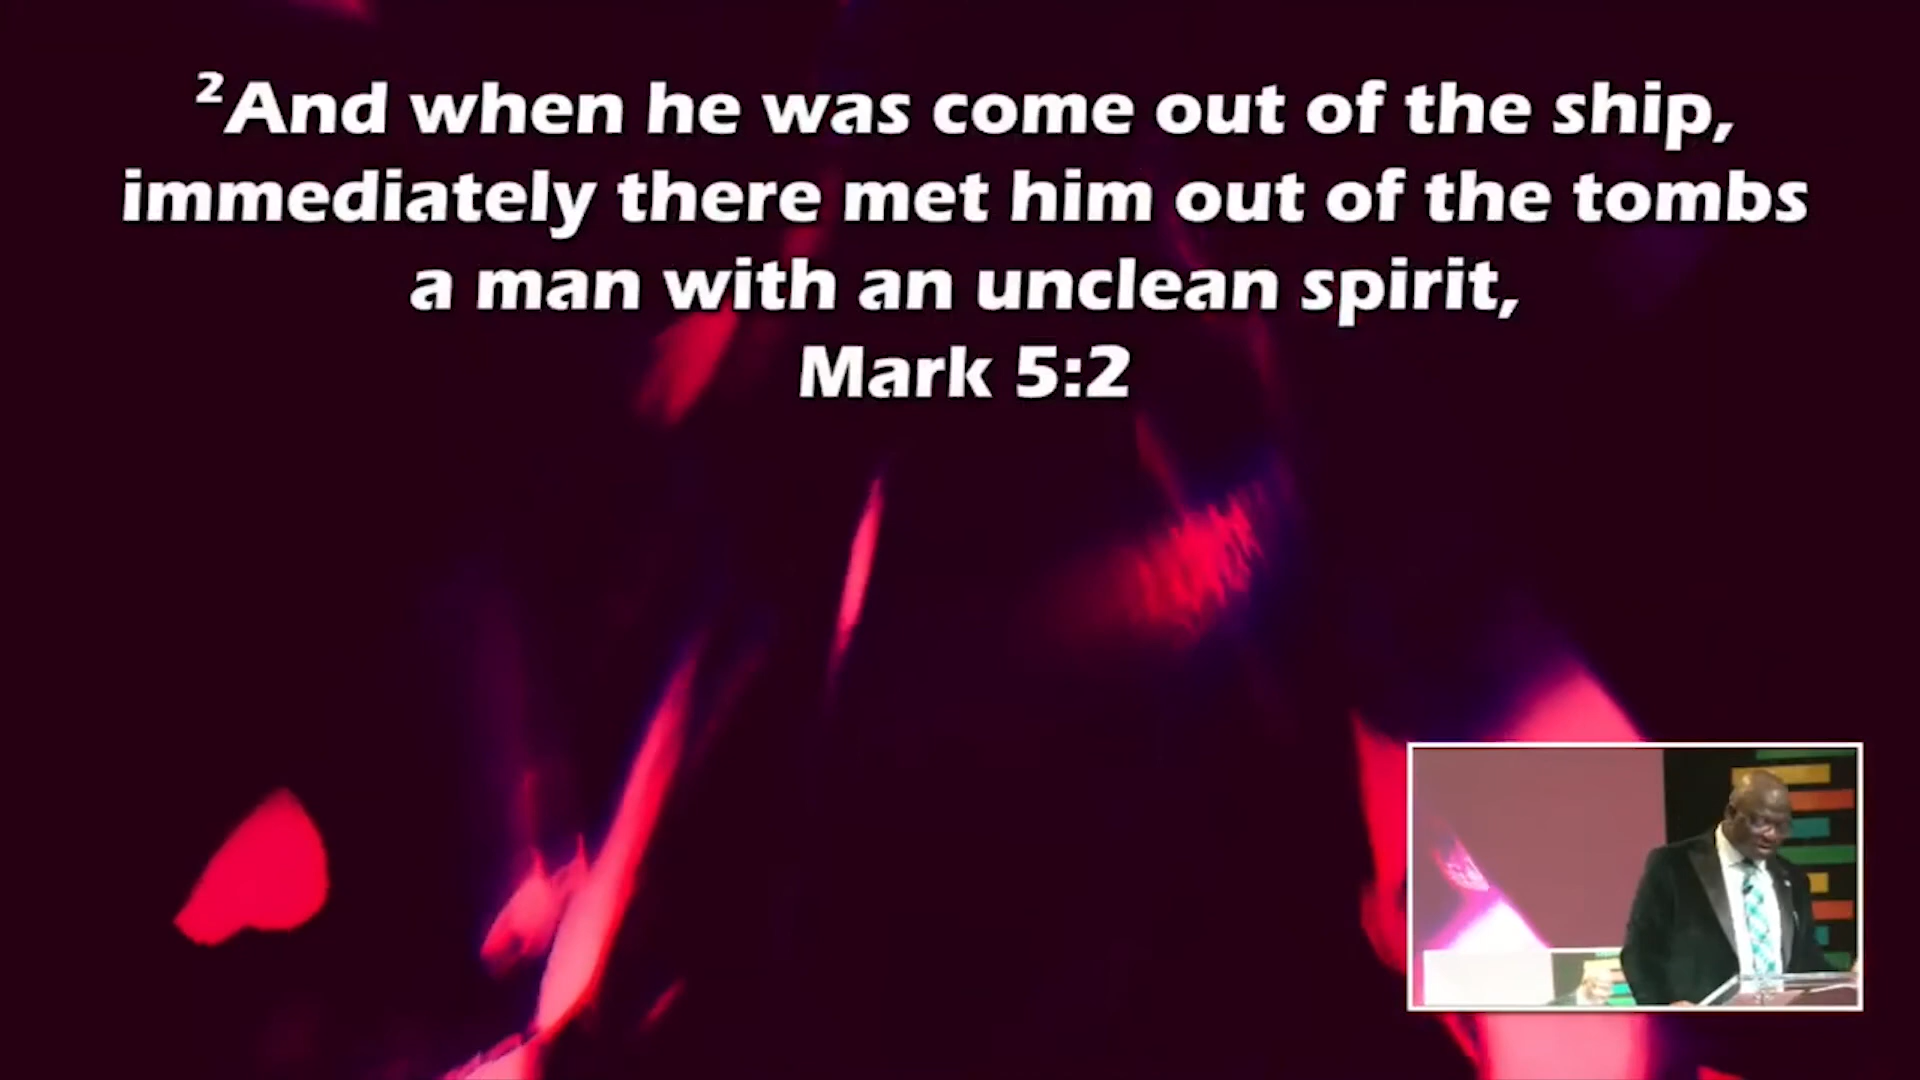 ²And when he was come out of the ship,
immediately there met him out of the tombs
a man with an unclean spirit,
Mark 5:2